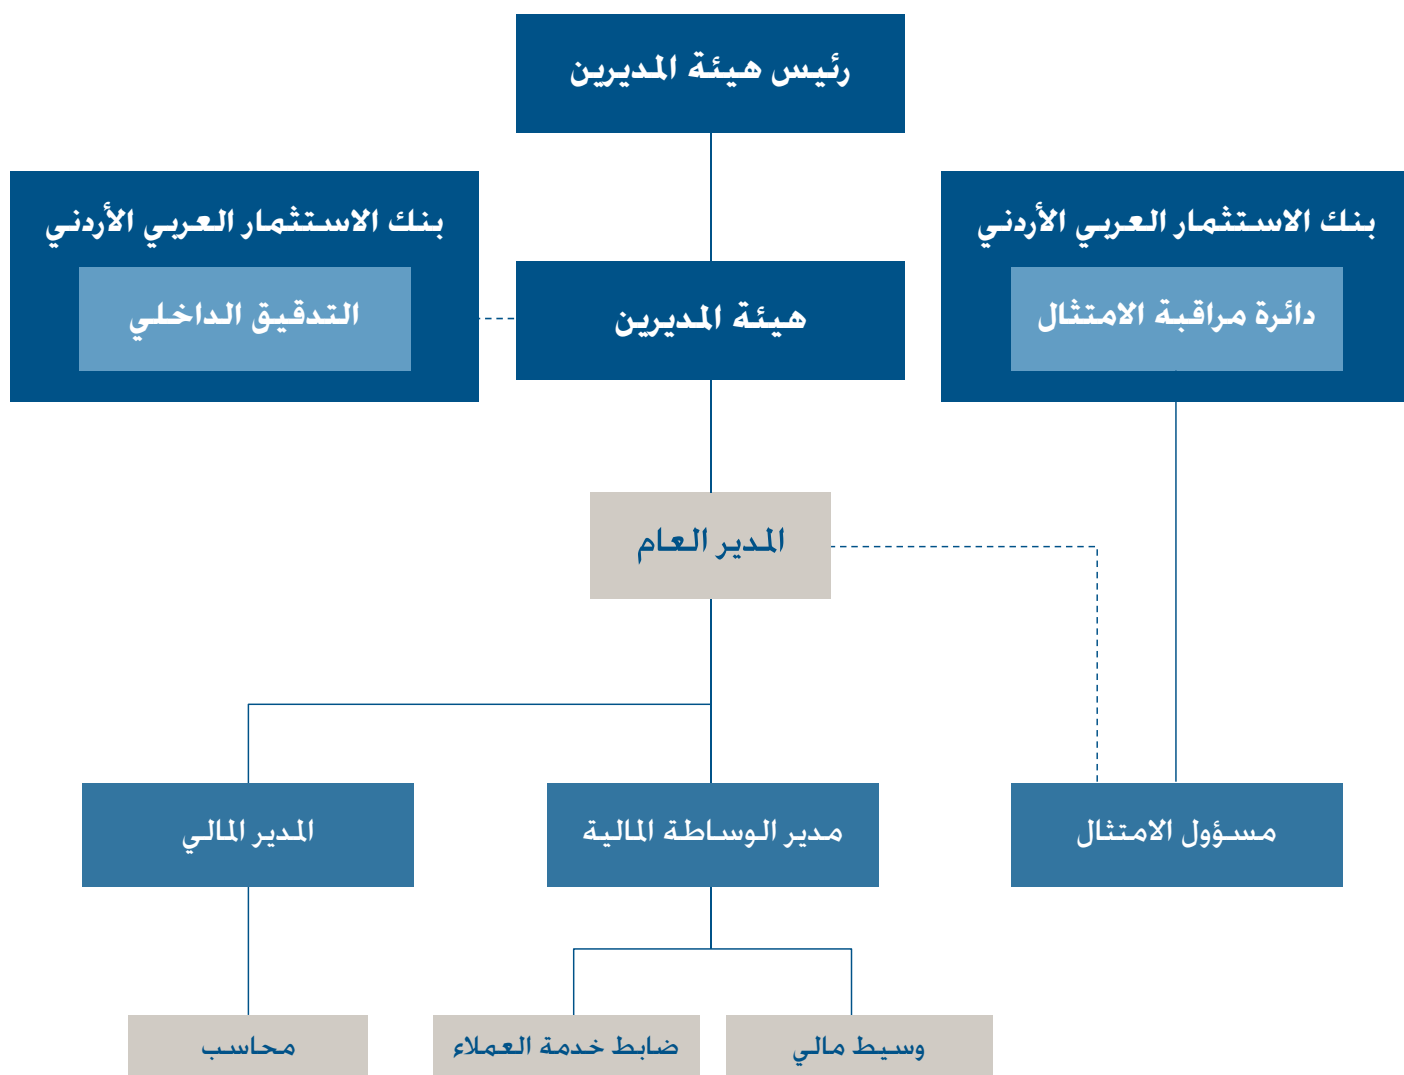 رئيس هيئة المديرين
بنك الاستثمار العربي الأردني
دائرة مراقبة الامتثال
هيئة المديرين
بنك الاستثمار العربي الأردني
التدقيق الداخلي
المدير العام
مسؤول الامتثال
مدير الوساطة المالية
المدير المالي
وسيط مالي
ضابط خدمة العملاء
محاسب